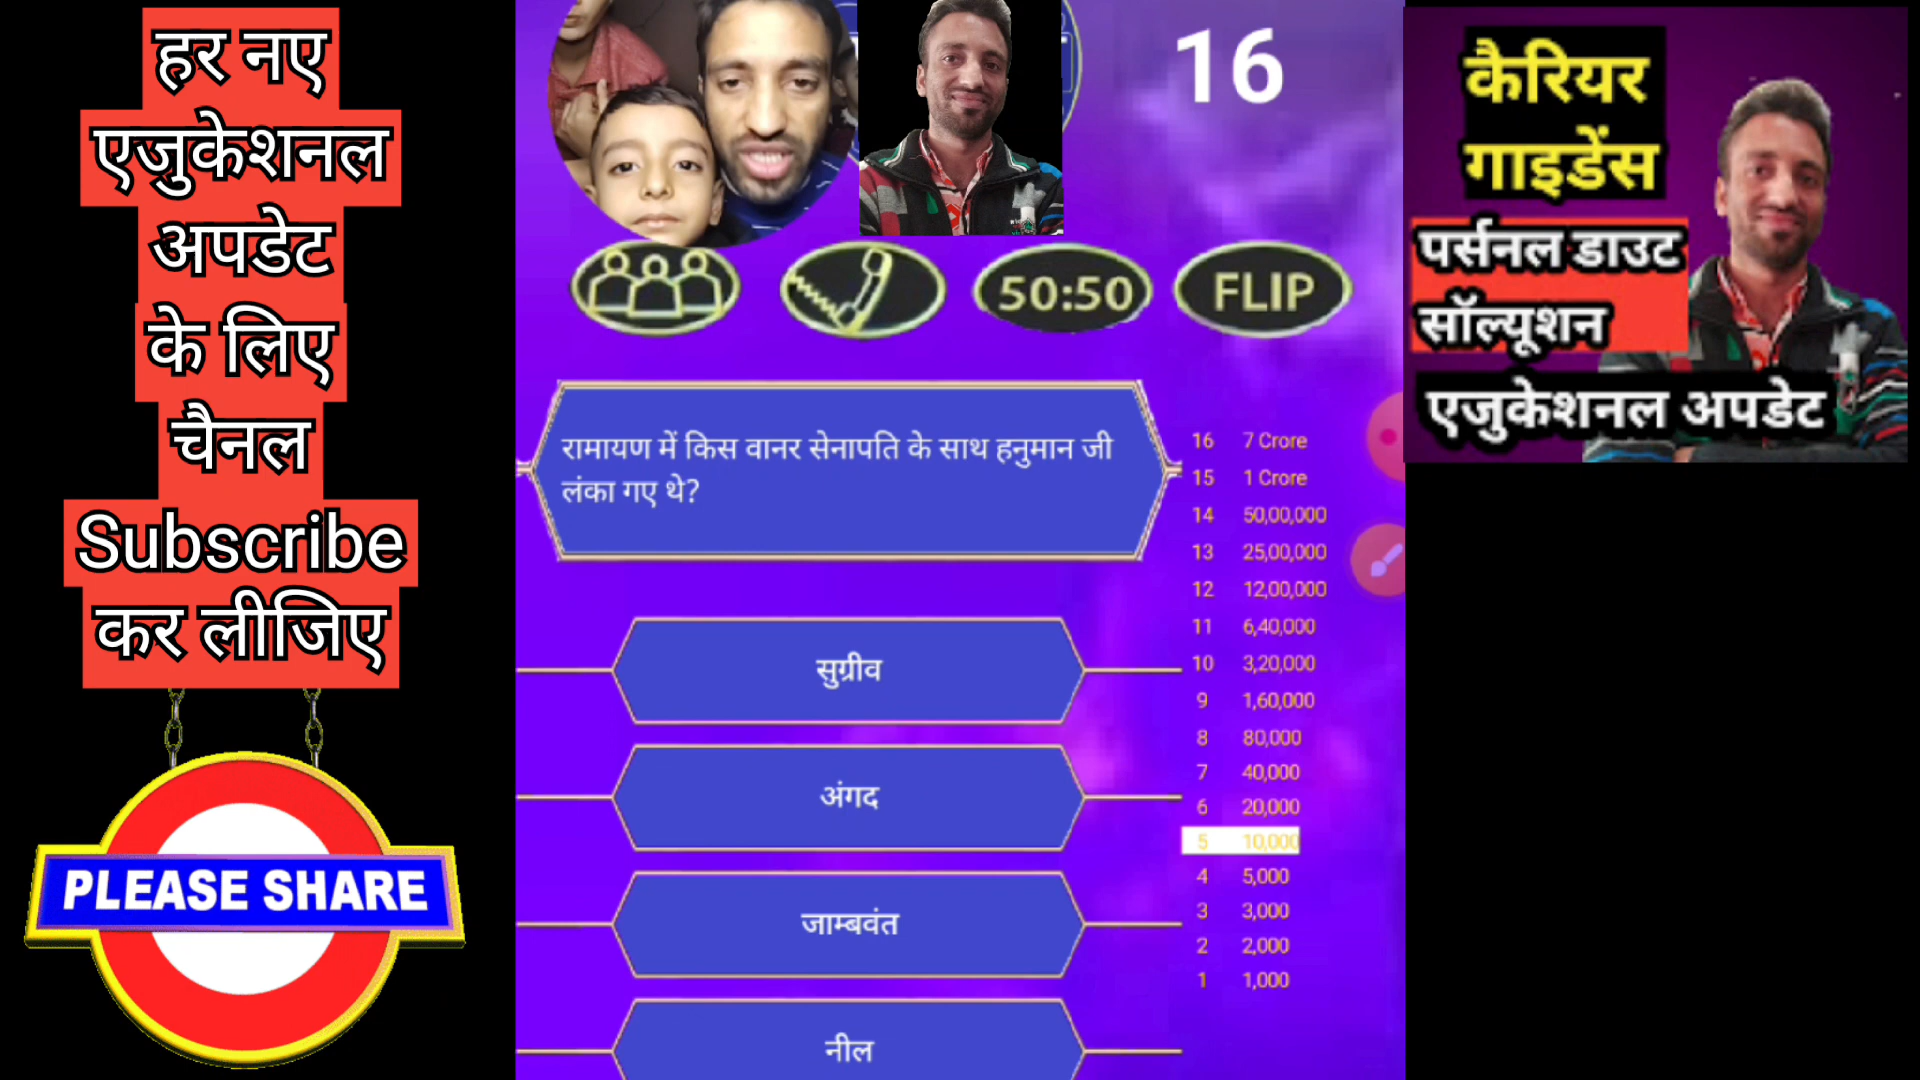 हर नए
एजुकेशनल
अपडेट
के लिए
चैनल
Subscribe
कर लीजिए
PLEASE SHARE
16
50:50
FLIP
रामायण में किस वानर सेनापति के साथ हनुमान जी
लंका गए थे?
सुग्रीव
अंगद
जाम्बवंत
नील
16 7 Crore
15 1 Crore
14 50,00,000
13 25,00,000
12 12,00,000
11 6,40,000
10 3,20,000
9 1,60,000
8 80,000
7 40,000
6 20,000
5 10,000
4 5,000
3 3,000
2 2,000
1 1,000
कैरियर
गाइडेंस
पर्सनल डाउट
सॉल्यूशन
एजुकेशनल अपडेट